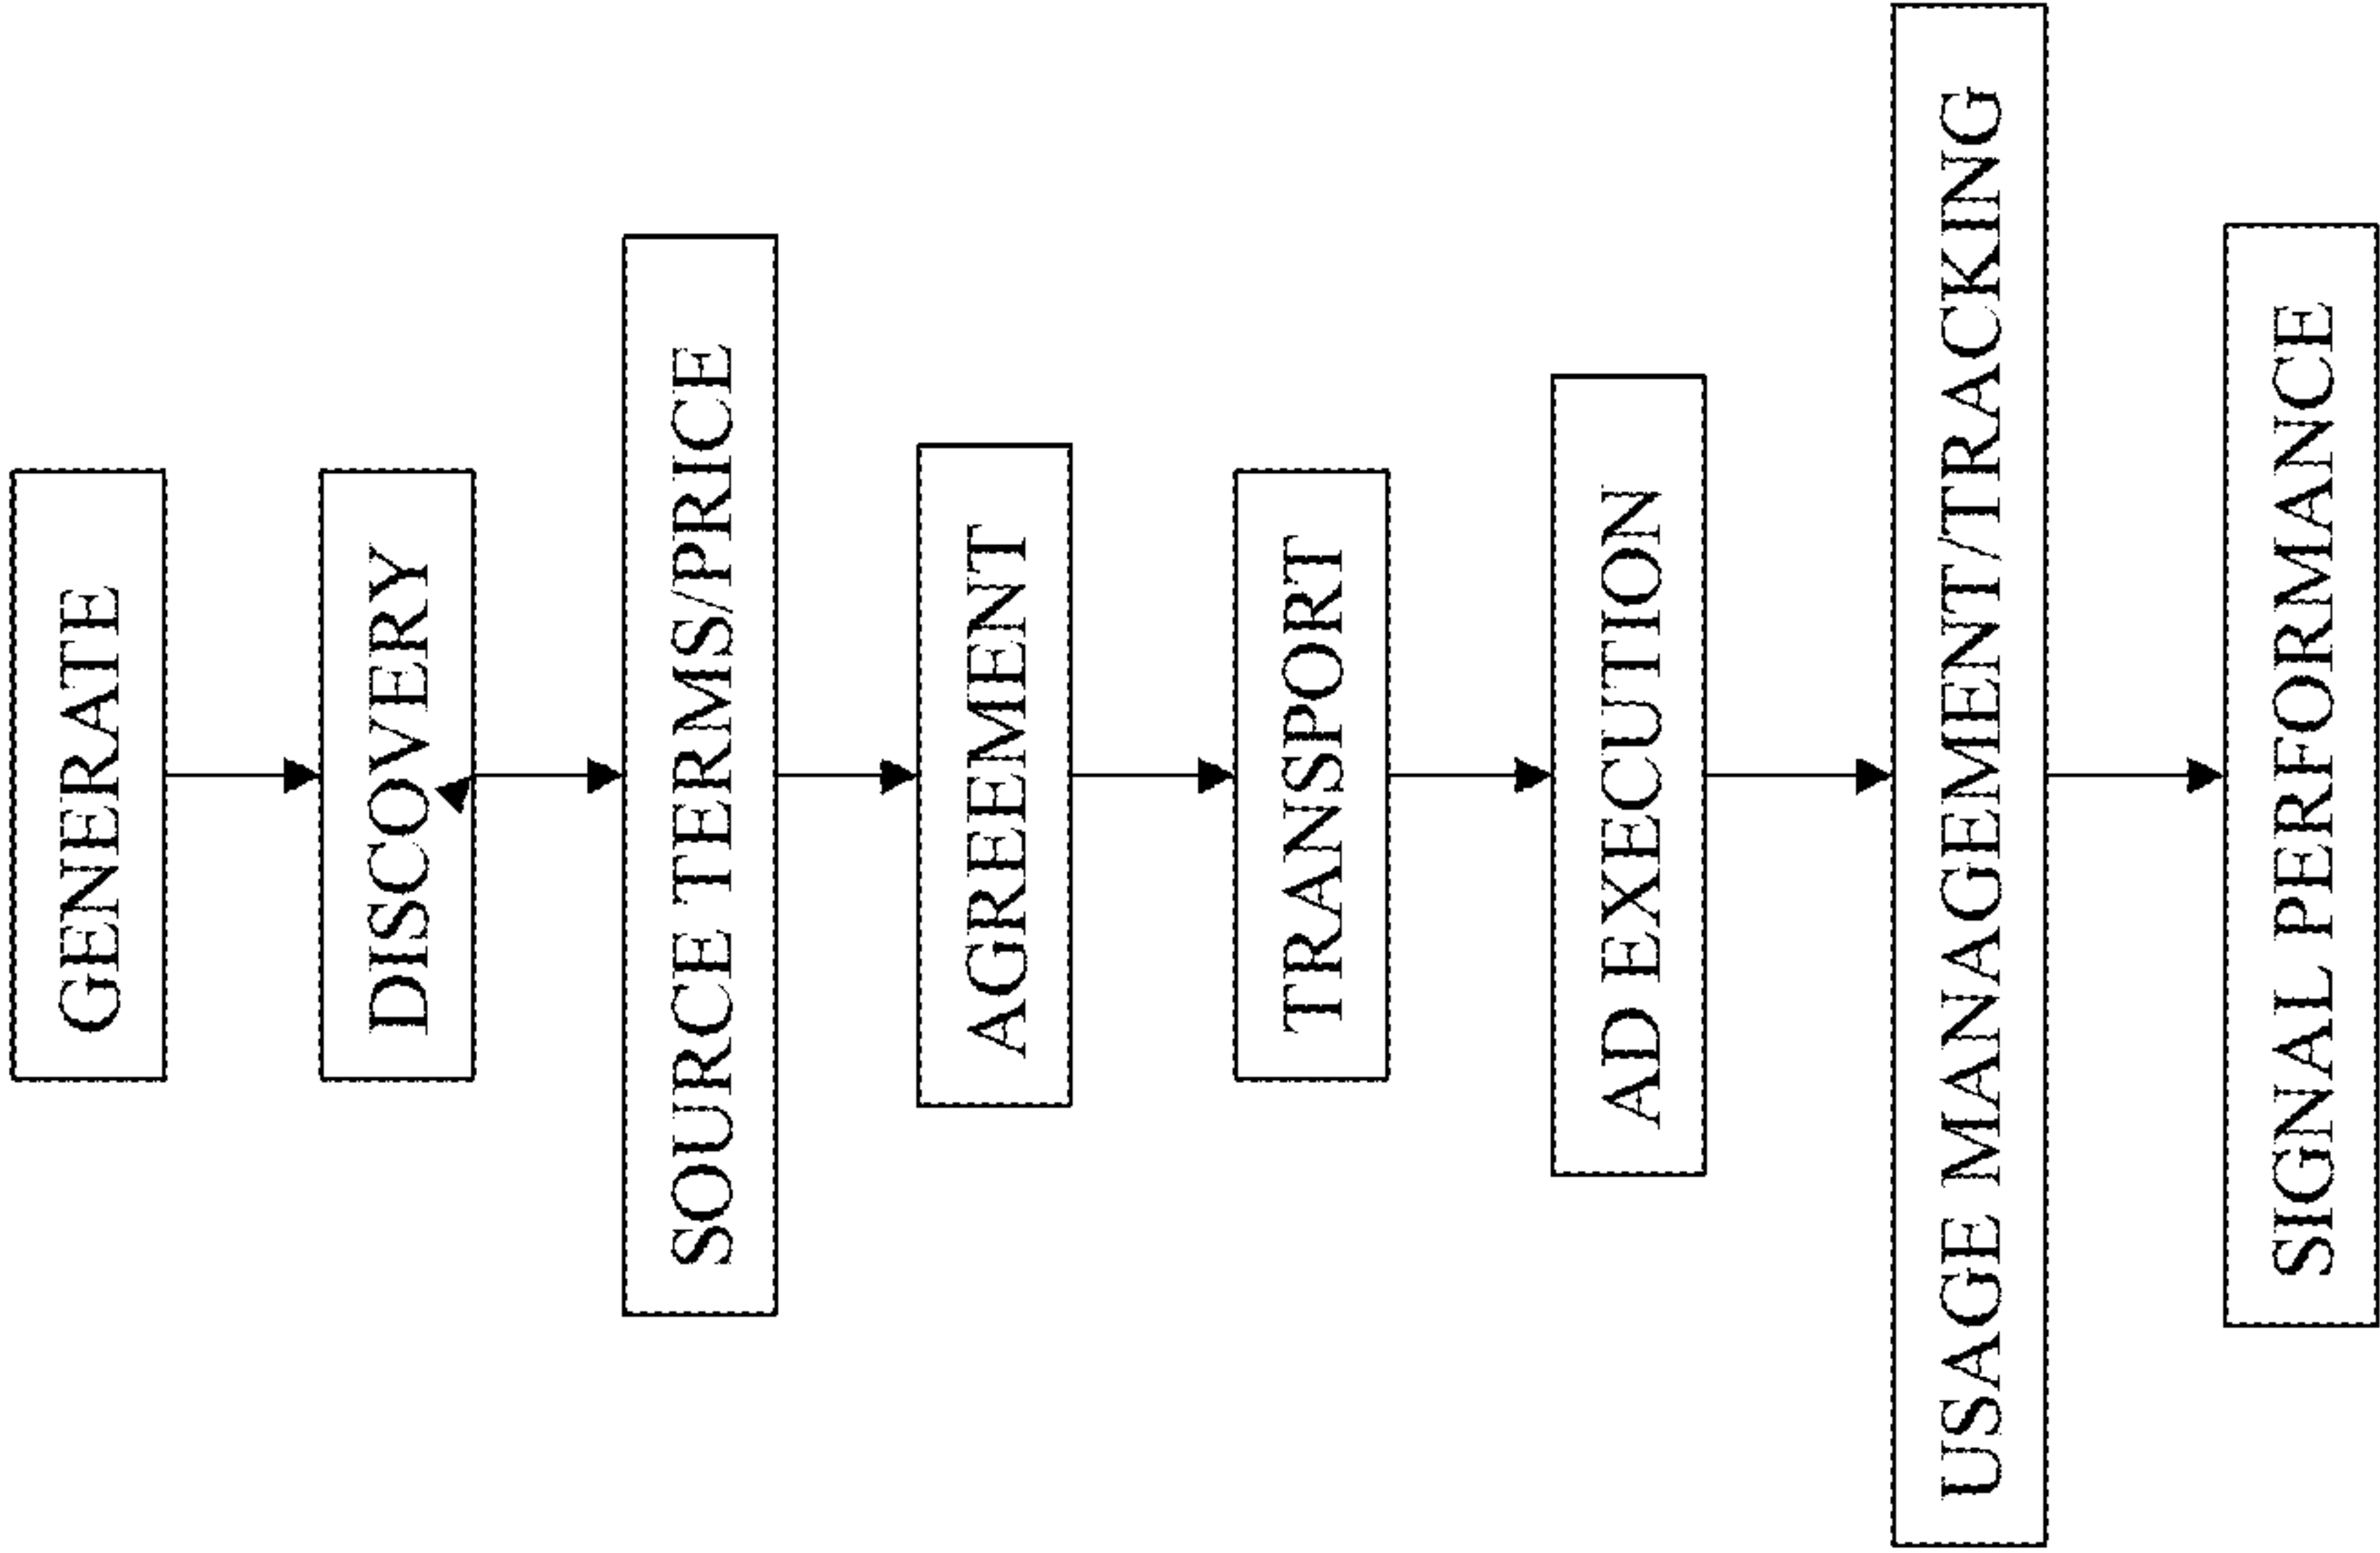 GENERATE
DISCOVERY
SOURCE TERMS/PRICE
AGREEMENT
TRANSPORT
AD EXECUTION
USAGE MANAGEMENT/TRACKING
SIGNAL PERFORMANCE